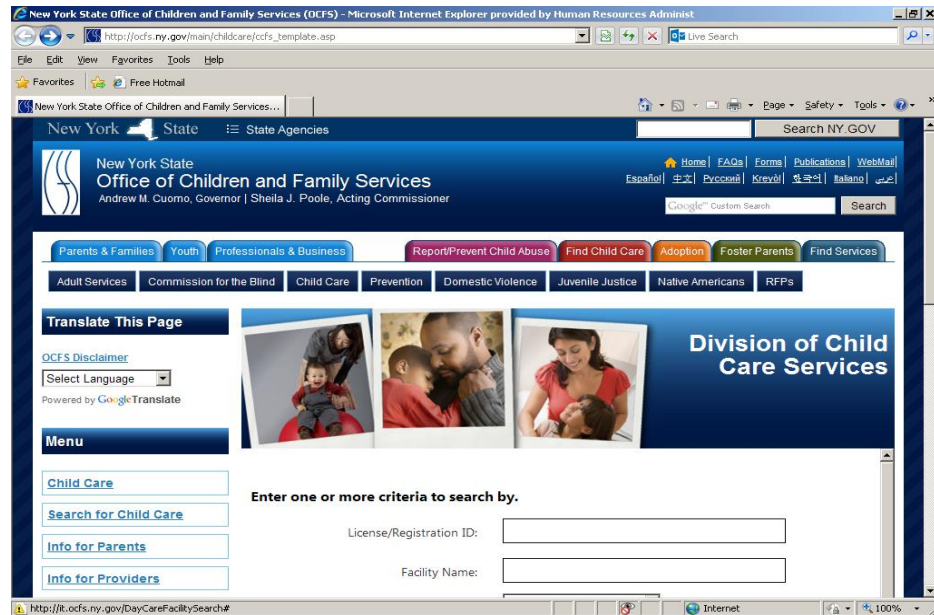 New York State Office of Children and Family Services (OCFS) - Microsoft Internet Explorer provided by Human Resources Administ
http://ocfs.ny.gov/main/childcare/ccfs_template.asp
Live Search
File Edit View Favorites Tools Help
Favorites Free Hotmail
New York State Office of Children and Family Services...
Page Safety Tools
New York State State Agencies Search NY.GOV
Home FAQs Forms Publications WebMail
Español 中文 Русский Kreyòl 한국어 Italiano عربي
New York State
Office of Children and Family Services
Andrew M. Cuomo, Governor | Sheila J. Poole, Acting Commissioner
Google™ Custom Search Search
Parents & Families Youth Professionals & Business Report/Prevent Child Abuse Find Child Care Adoption Foster Parents Find Services
Adult Services Commission for the Blind Child Care Prevention Domestic Violence Juvenile Justice Native Americans RFPs
Translate This Page
OCFS Disclaimer
Select Language
Powered by Google Translate
Division of Child
Care Services
Menu
Child Care
Search for Child Care
Info for Parents
Info for Providers
Enter one or more criteria to search by.
License/Registration ID:
Facility Name:
http://it.ocfs.ny.gov/DayCareFacilitySearch#
Internet
100%